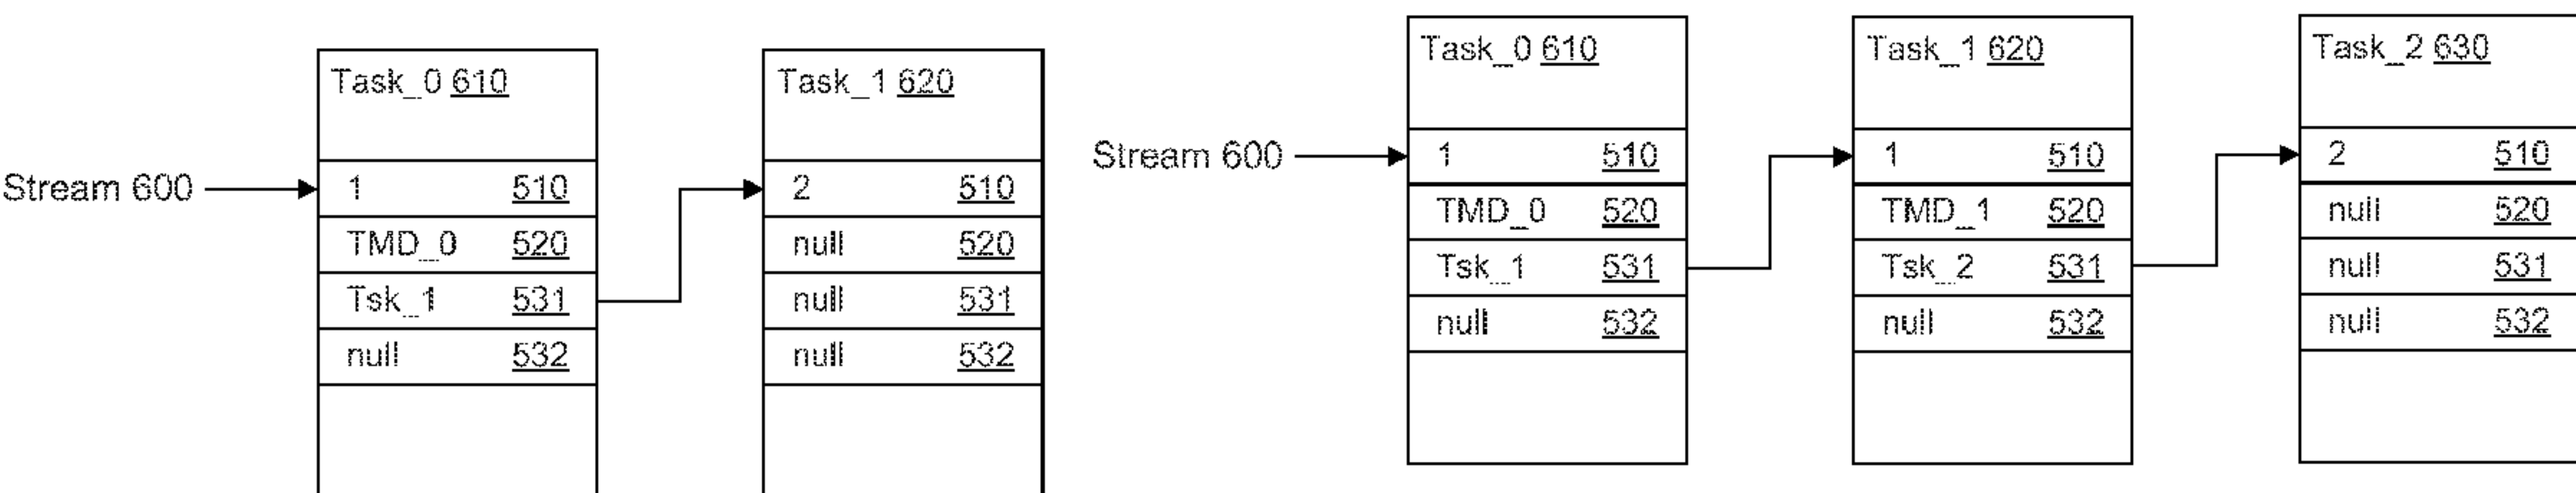 Stream 600
Task_0 610
1 510
TMD_0 520
Tsk_1 531
null 532
Task_1 620
2 510
null 520
null 531
null 532
Stream 600
Task_0 610
1 510
TMD_0 520
Tsk_1 531
null 532
Task_1 620
1 510
TMD_1 520
Tsk_2 531
null 532
Task_2 630
2 510
null 520
null 531
null 532